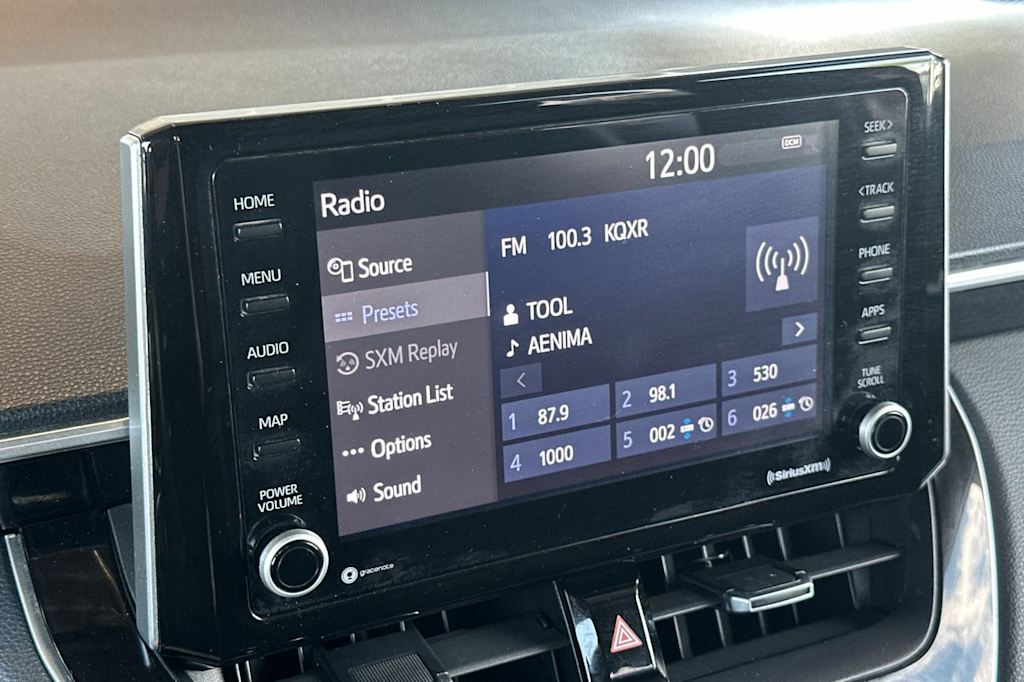 SEEK>
<TRACK
PHONE
APPS
TUNE
SCROLL
HOME
MENU
AUDIO
MAP
POWER
VOLUME
Radio
12:00
DCM
Source
Presets
SXM Replay
Station List
Options
Sound
FM 100.3 KQXR
TOOL
AENIMA
< >
1 87.9
2 98.1
3 530
4 1000
5 002
6 026
gracenote
((SiriusXM))